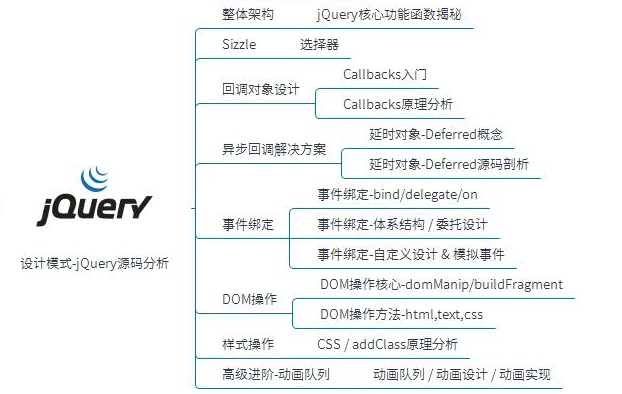 jQuery
设计模式-jQuery源码分析
整体架构 jQuery核心功能函数揭秘
Sizzle 选择器
回调对象设计
Callbacks入门
Callbacks原理分析
异步回调解决方案
延时对象-Deferred概念
延时对象-Deferred源码剖析
事件绑定
事件绑定-bind/delegate/on
事件绑定-体系结构 / 委托设计
事件绑定-自定义设计 & 模拟事件
DOM操作
DOM操作核心-domManip/buildFragment
DOM操作方法-html,text,css
样式操作 CSS / addClass原理分析
高级进阶-动画队列 动画队列 / 动画设计 / 动画实现